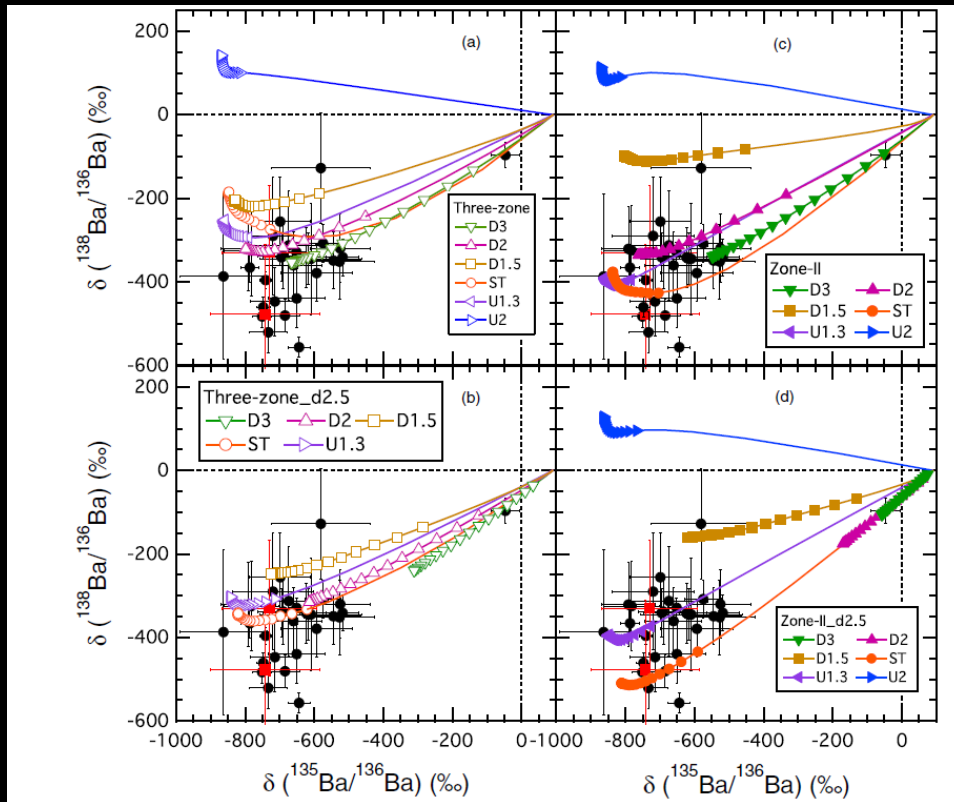 (a)
(c)
200
0
-200
-400
-600
δ (¹³⁸Ba/¹³⁶Ba) (‰)
Three-zone
D3
D2
D1.5
ST
U1.3
U2
Zone-II
D3 D2
D1.5 ST
U1.3 U2
(b)
(d)
200
0
-200
-400
-600
δ (¹³⁸Ba/¹³⁶Ba) (‰)
Three-zone_d2.5
D3 D2 D1.5
ST U1.3
Zone-II_d2.5
D3 D2
D1.5 ST
U1.3 U2
-1000 -800 -600 -400 -200 0 -1000 -800 -600 -400 -200 0
δ (¹³⁵Ba/¹³⁶Ba) (‰) δ (¹³⁵Ba/¹³⁶Ba) (‰)